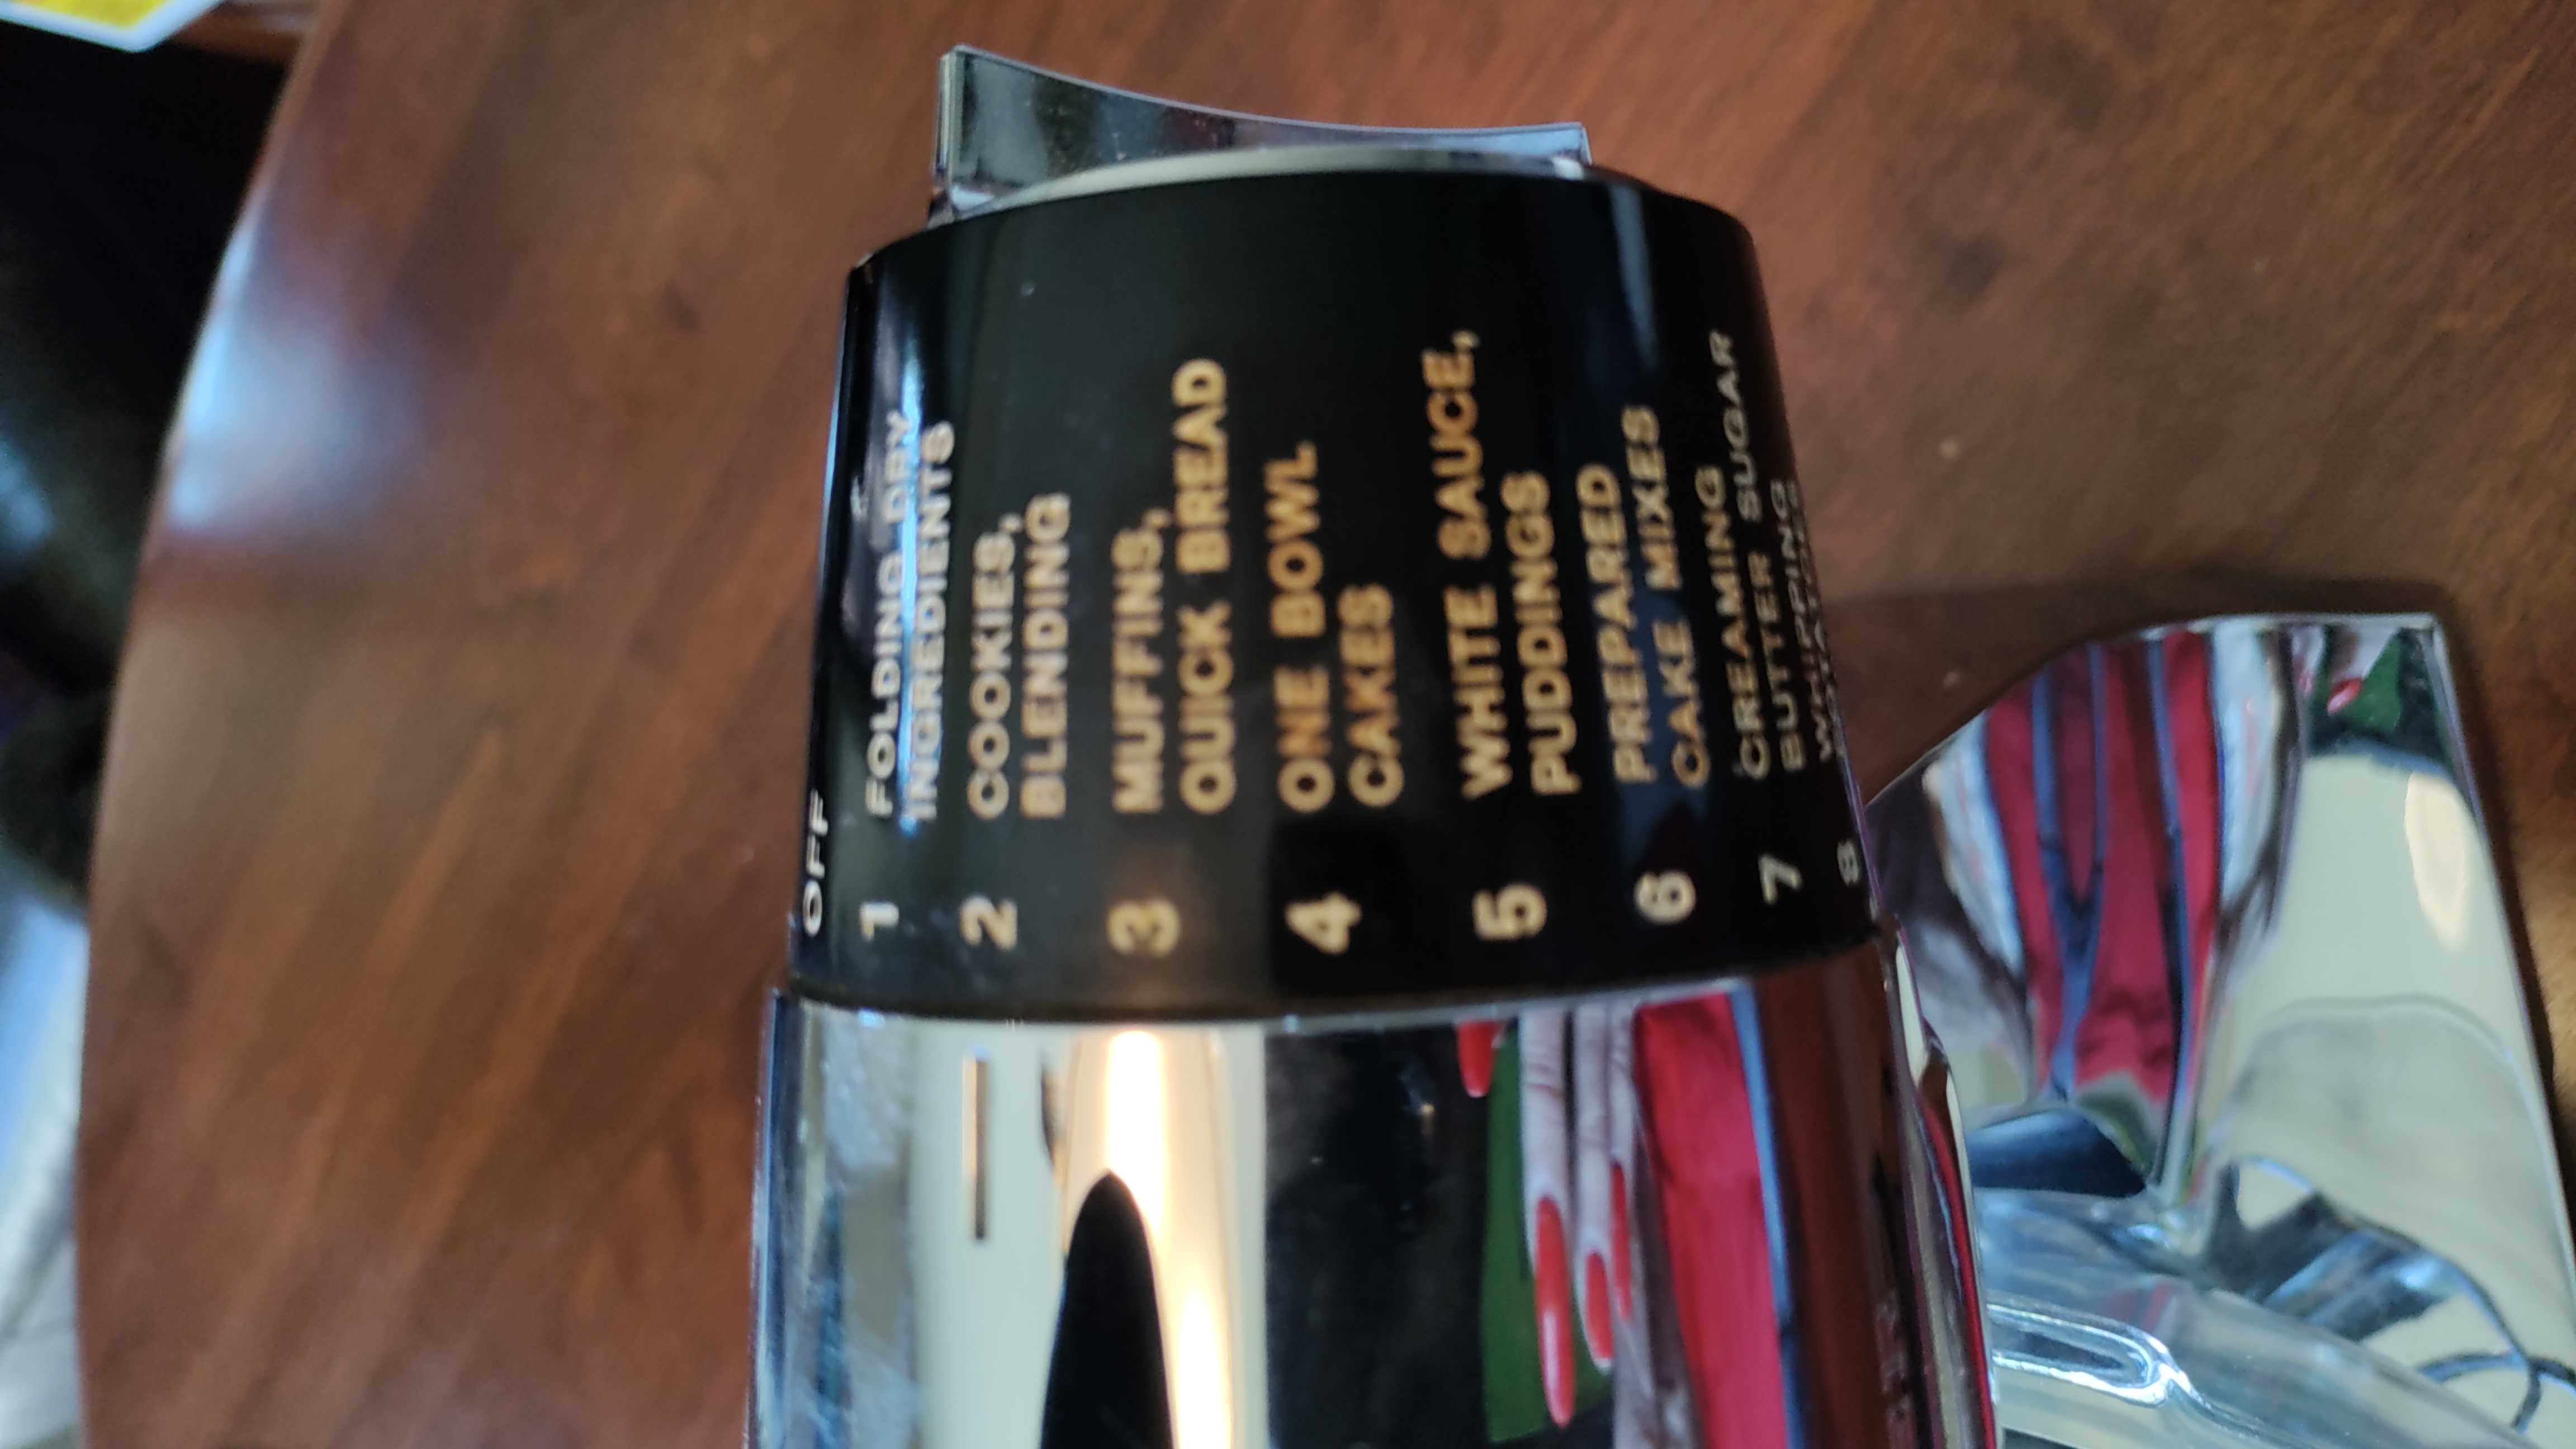 OFF
1 FOLDING DRY
INGREDIENTS
2 COOKIES,
BLENDING
3 MUFFINS,
QUICK BREAD
4 ONE BOWL
CAKES
5 WHITE SAUCE,
PUDDINGS
6 PREPARED
CAKE MIXES
7 CREAMING
BUTTER SUGAR
8 WHIPPING